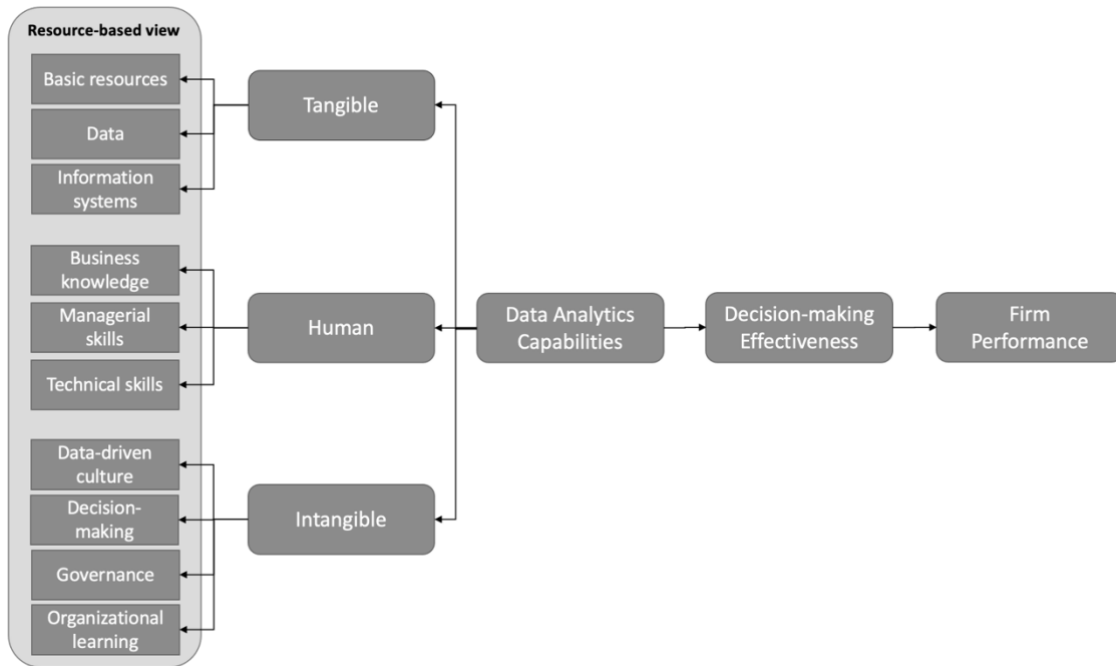 Resource-based view
Basic resources
Data
Information
systems
Business
knowledge
Managerial
skills
Technical skills
Data-driven
culture
Decision-
making
Governance
Organizational
learning
Tangible
Human
Intangible
Data Analytics
Capabilities
Decision-making
Effectiveness
Firm
Performance